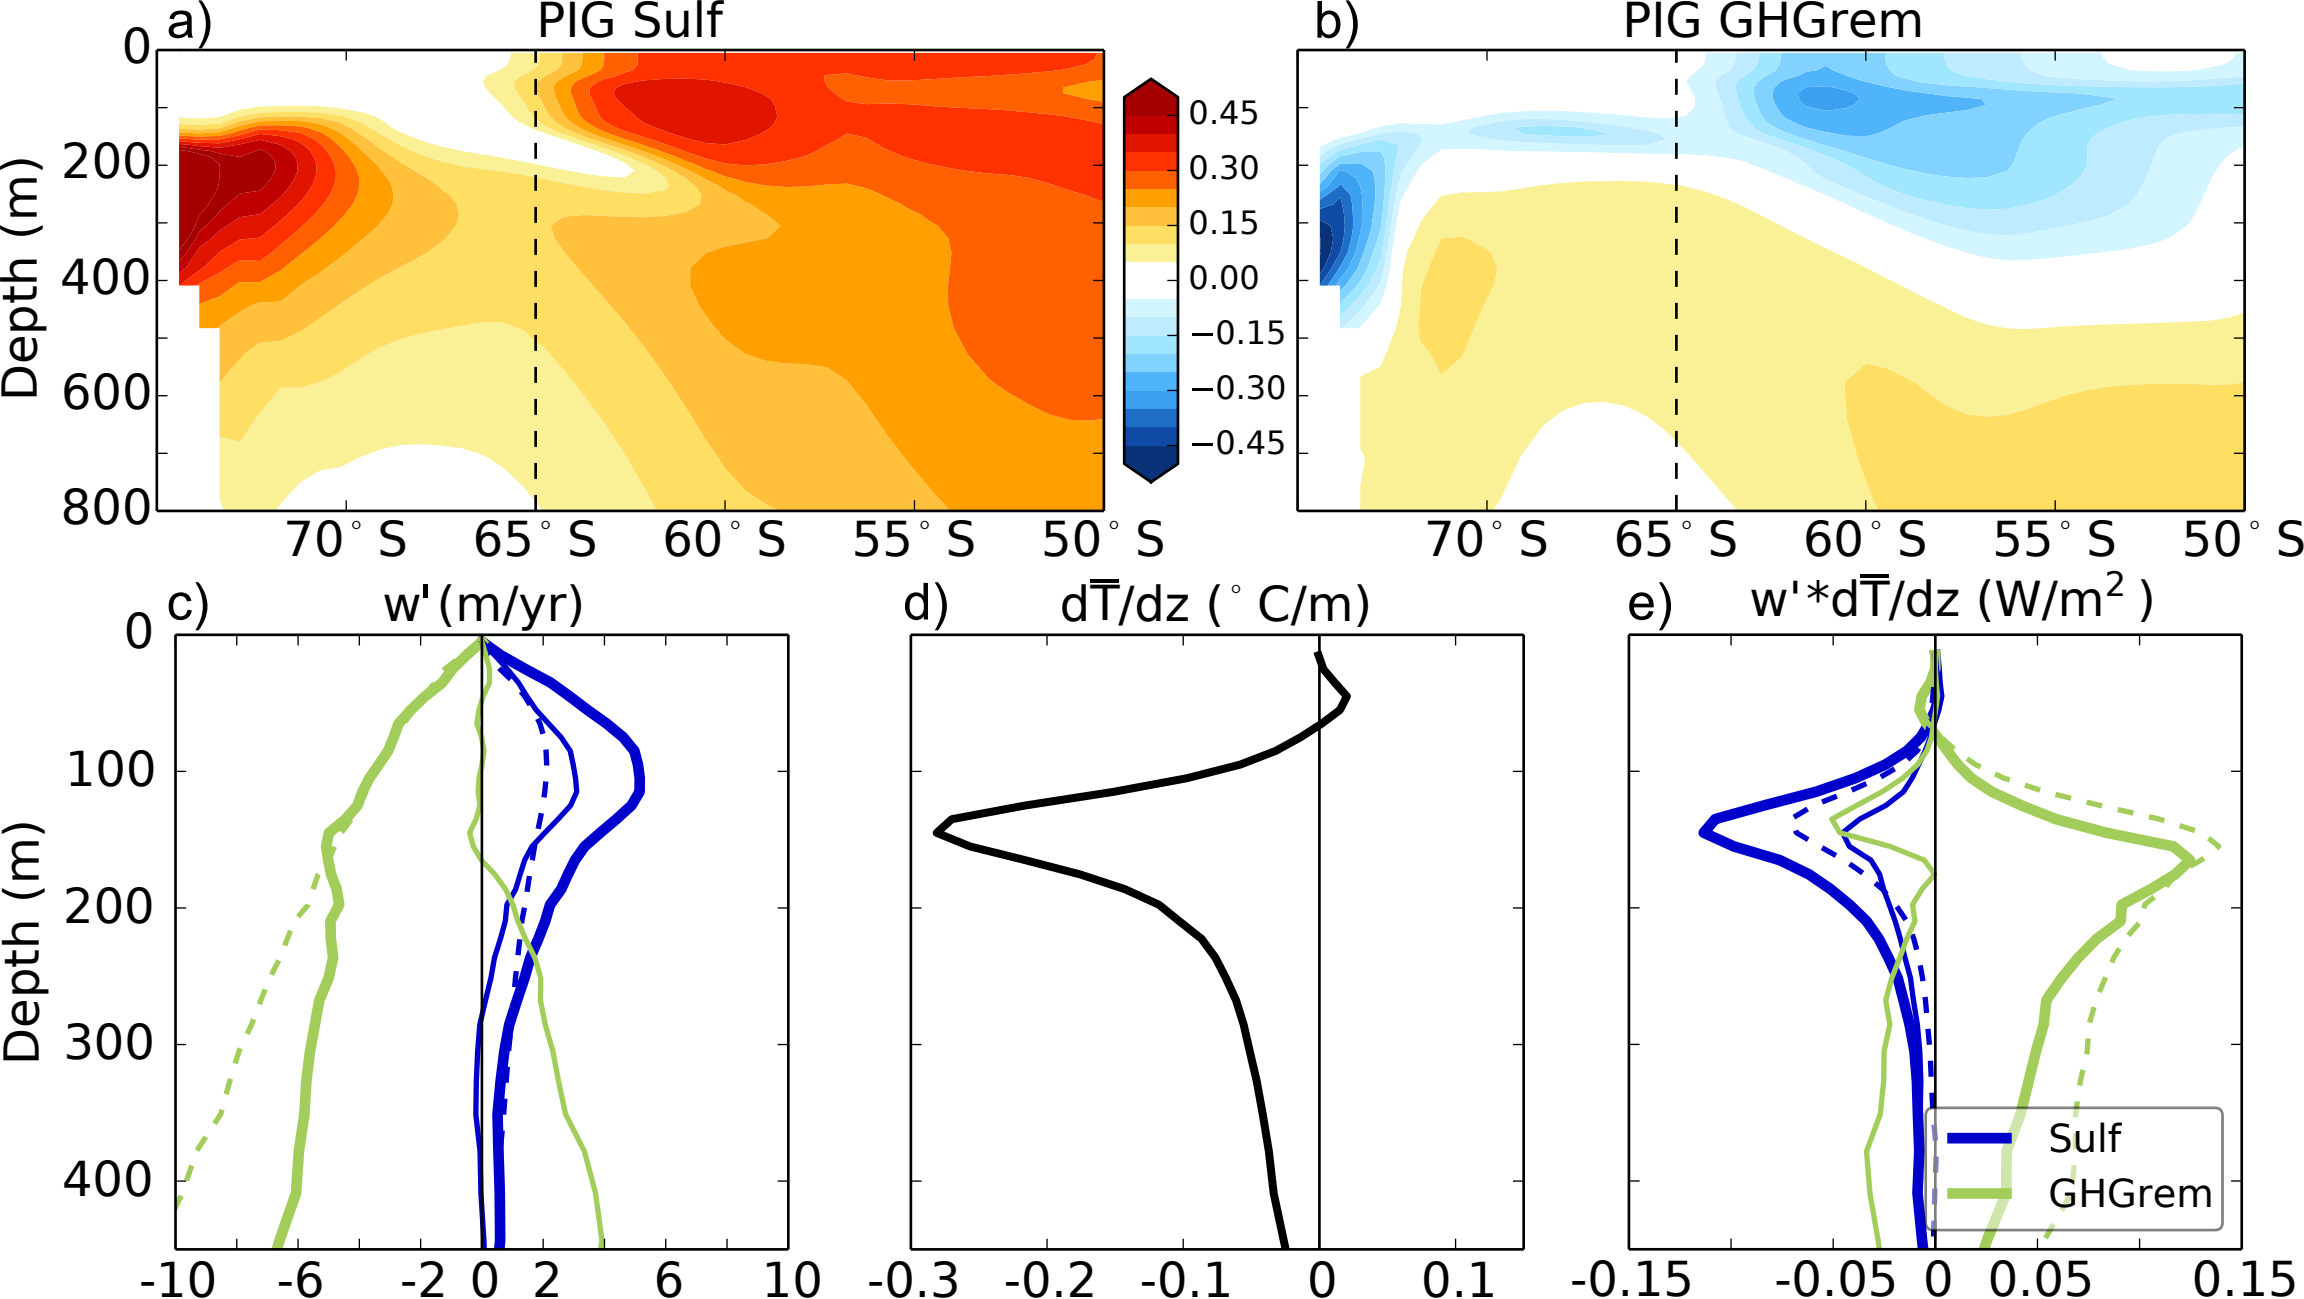 a) PIG Sulf
b) PIG GHGrem
0
200
400
600
800
Depth (m)
70°S 65°S 60°S 55°S 50°S
0.45
0.30
0.15
0.00
−0.15
−0.30
−0.45
70°S 65°S 60°S 55°S 50°S
c) w'(m/yr)
d) dT̅/dz (°C/m)
e) w'*dT̅/dz (W/m²)
0
100
200
300
400
Depth (m)
-10 -6 -2 0 2 6 10
-0.3 -0.2 -0.1 0 0.1
-0.15 -0.05 0 0.05 0.15
Sulf
GHGrem